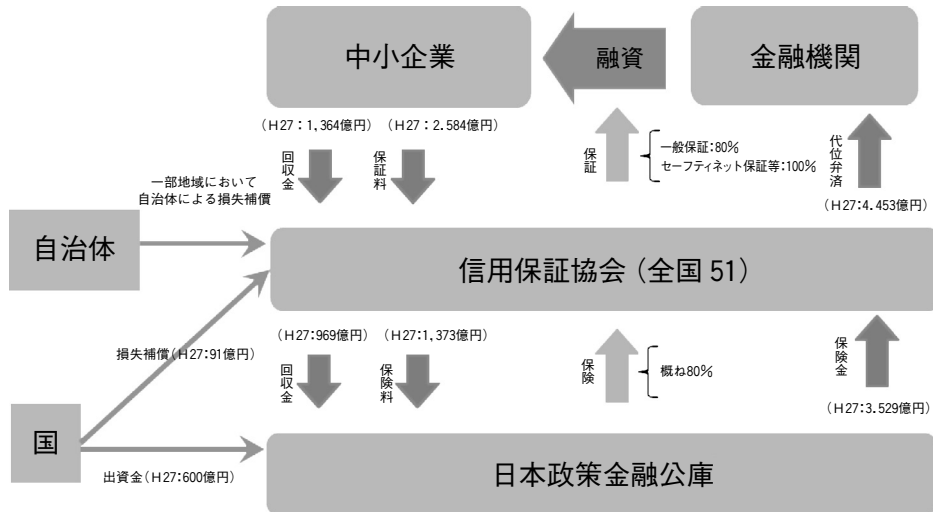 中小企業
融資
金融機関
(H27:1,364億円)
(H27:2.584億円)
回収金
保証料
保証
一般保証:80%
セーフティネット保証等:100%
代位弁済
(H27:4.453億円)
一部地域において
自治体による損失補償
自治体
信用保証協会(全国51)
損失補償(H27:91億円)
(H27:969億円)
(H27:1,373億円)
回収金
保険料
保険
概ね80%
保険金
(H27:3.529億円)
国
出資金(H27:600億円)
日本政策金融公庫